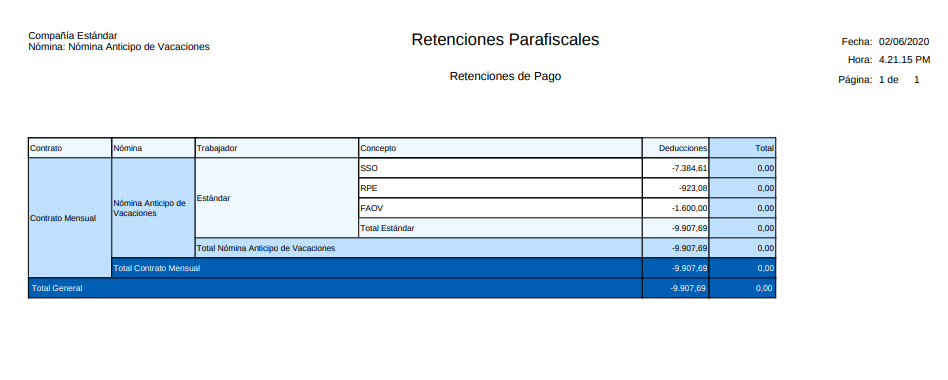 Compañía Estándar
Nómina: Nómina Anticipo de Vacaciones
Retenciones Parafiscales
Retenciones de Pago
Fecha: 02/06/2020
Hora: 4.21.15 PM
Página: 1 de 1
Contrato Nómina Trabajador Concepto Deducciones Total
Contrato Mensual
Nómina Anticipo de
Vacaciones
Estándar
SSO -7.384,61 0,00
RPE -923,08 0,00
FAOV -1.600,00 0,00
Total Estándar -9.907,69 0,00
Total Nómina Anticipo de Vacaciones -9.907,69 0,00
Total Contrato Mensual -9.907,69 0,00
Total General -9.907,69 0,00